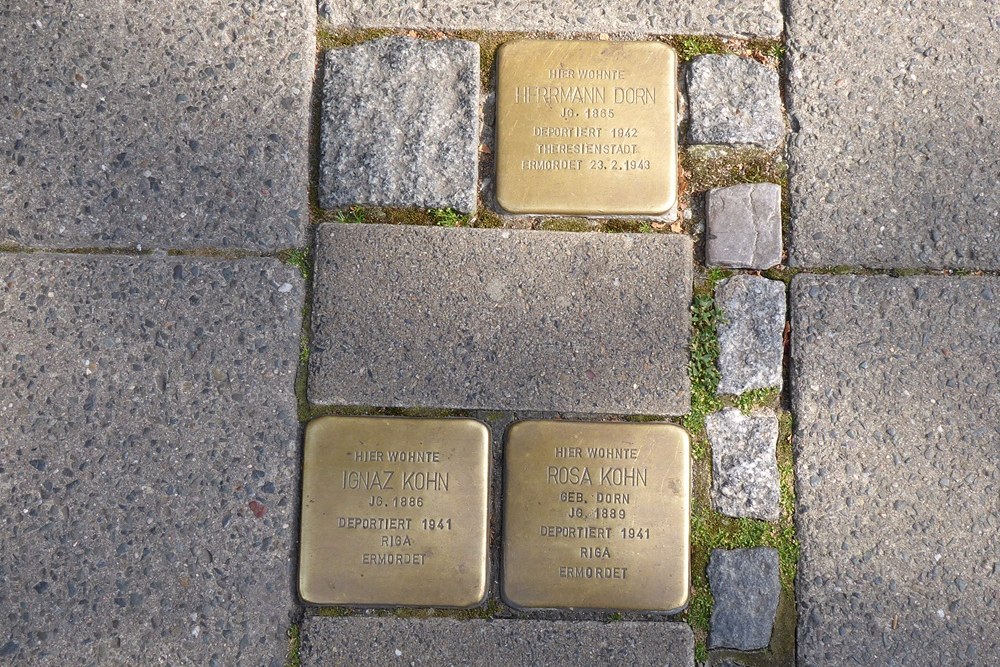 HIER WOHNTE
HERRMANN DORN
JG. 1885
DEPORTIERT 1942
THERESIENSTADT
ERMORDET 23.2.1943
HIER WOHNTE
IGNAZ KOHN
JG. 1886
DEPORTIERT 1941
RIGA
ERMORDET
HIER WOHNTE
ROSA KOHN
GEB. DORN
JG. 1889
DEPORTIERT 1941
RIGA
ERMORDET